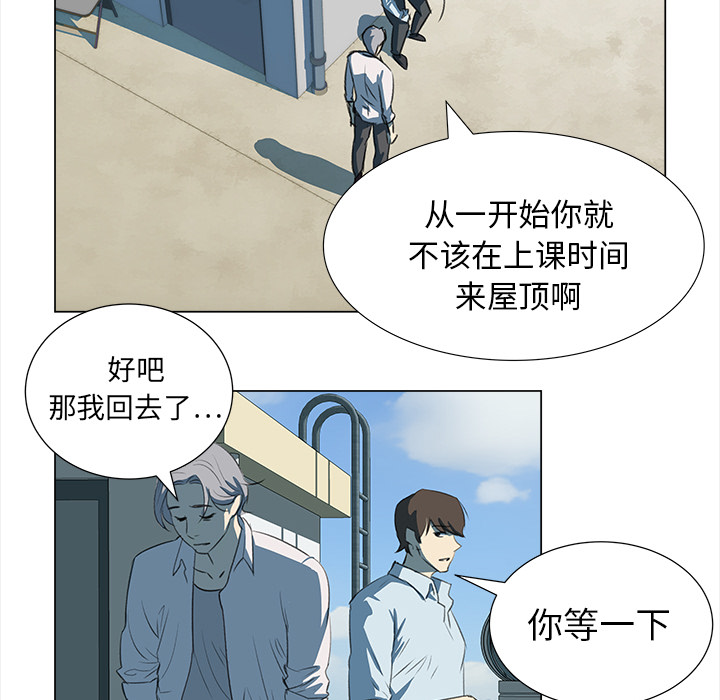 从一开始你就
不该在上课时间
来屋顶啊
好吧
那我回去了...
你等一下